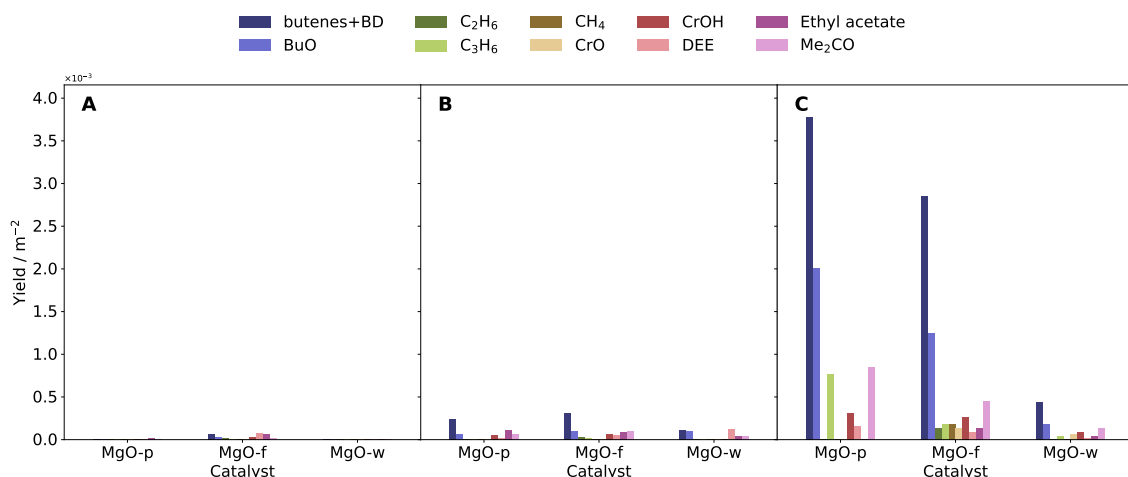 butenes+BD C₂H₆ CH₄ CrOH Ethyl acetate
BuO C₃H₆ CrO DEE Me₂CO
×10⁻³
A B C
4.0
3.5
3.0
2.5
2.0
1.5
1.0
0.5
0.0
Yield / m⁻²
MgO-p MgO-f MgO-w MgO-p MgO-f MgO-w MgO-p MgO-f MgO-w
Catalyst Catalyst Catalyst